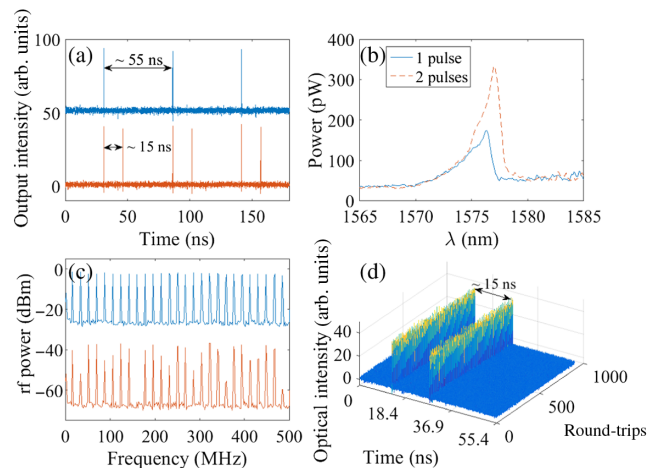 (a)
~ 55 ns
~ 15 ns
Output intensity (arb. units)
100
50
0
0 50 100 150
Time (ns)
(b)
1 pulse
2 pulses
Power (pW)
400
300
200
100
0
1565 1570 1575 1580 1585
λ (nm)
(c)
rf power (dBm)
0
−20
−40
−60
0 100 200 300 400 500
Frequency (MHz)
(d)
~ 15 ns
Optical intensity (arb. units)
40
20
0
0 18.4 36.9 55.4
Time (ns)
0 500 1000
Round-trips